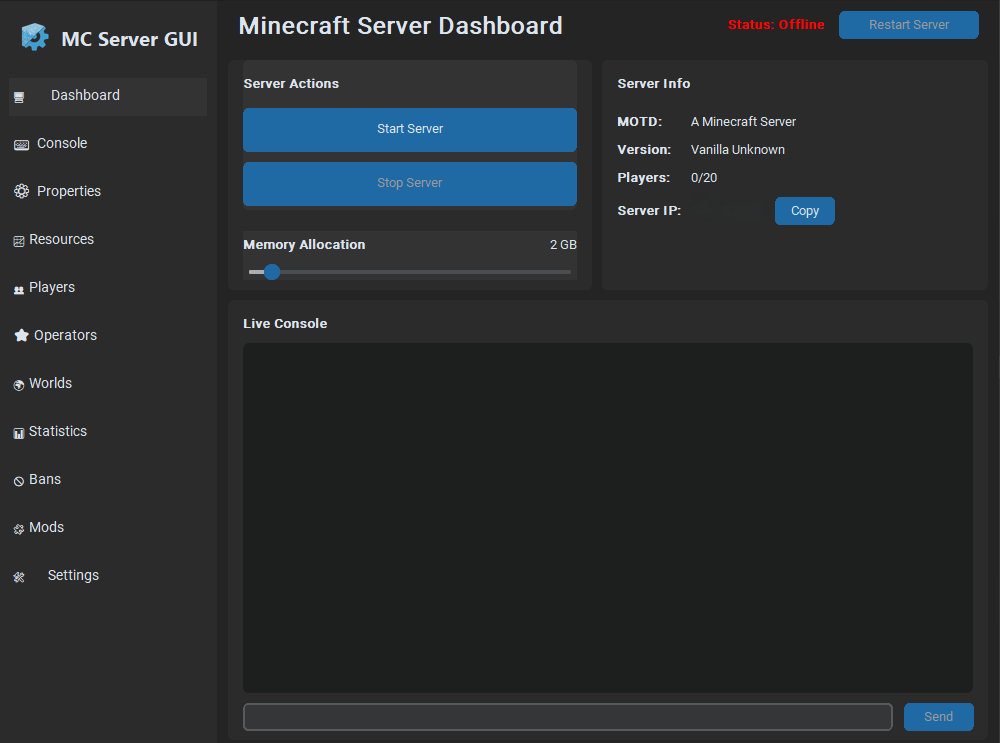 MC Server GUI
Dashboard
Console
Properties
Resources
Players
Operators
Worlds
Statistics
Bans
Mods
Settings
Minecraft Server Dashboard
Status: Offline
Restart Server
Server Actions
Start Server
Stop Server
Memory Allocation
2 GB
Server Info
MOTD: A Minecraft Server
Version: Vanilla Unknown
Players: 0/20
Server IP:
Copy
Live Console
Send